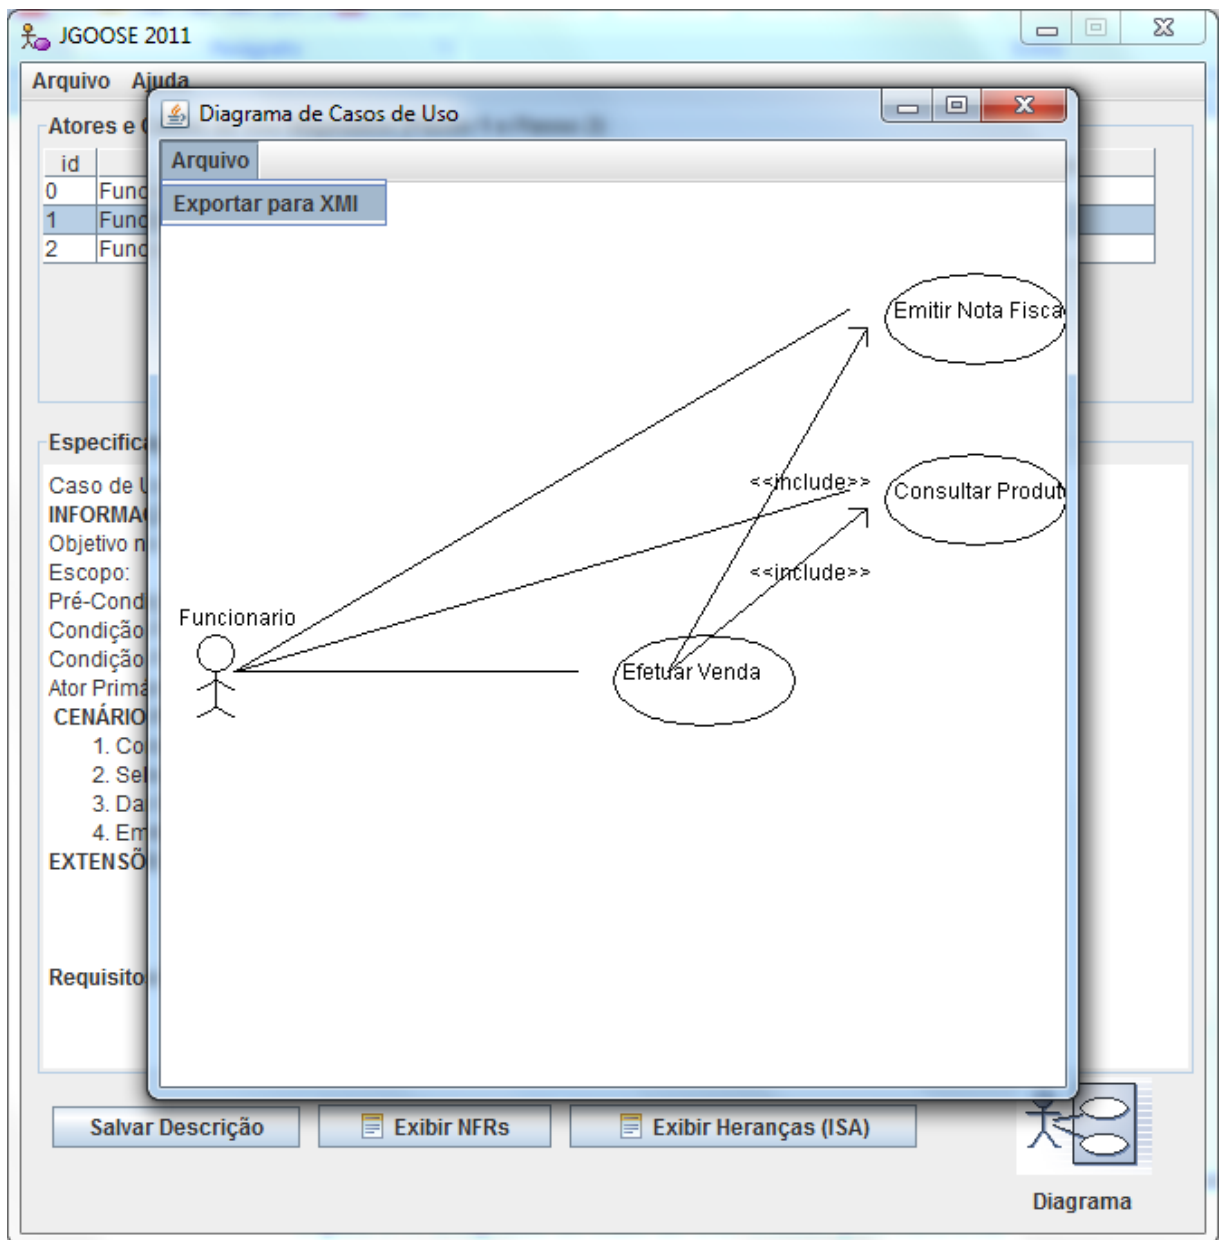 JGOOSE 2011
Arquivo Ajuda
Atores e
Diagrama de Casos de Uso
Arquivo
Exportar para XMI
id
0 Func
1 Func
2 Func
Emitir Nota Fisca
<<include>>
Consultar Produt
<<include>>
Funcionario
Efetuar Venda
Especifica
Caso de U
INFORMA
Objetivo n
Escopo:
Pré-Cond
Condição
Condição
Ator Primá
CENÁRIO
1. Co
2. Sel
3. Da
4. Em
EXTENSÕ
Requisito
Salvar Descrição
Exibir NFRs
Exibir Heranças (ISA)
Diagrama